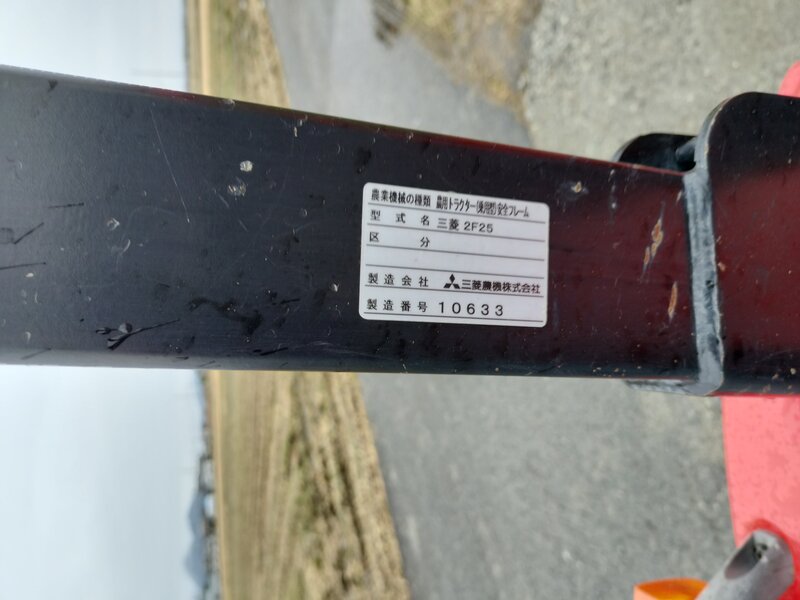 農業機械の種類 農用トラクター(乗用型)安全フレーム
型式名 三菱 2F25
区分
製造会社 三菱農機株式会社
製造番号 10633